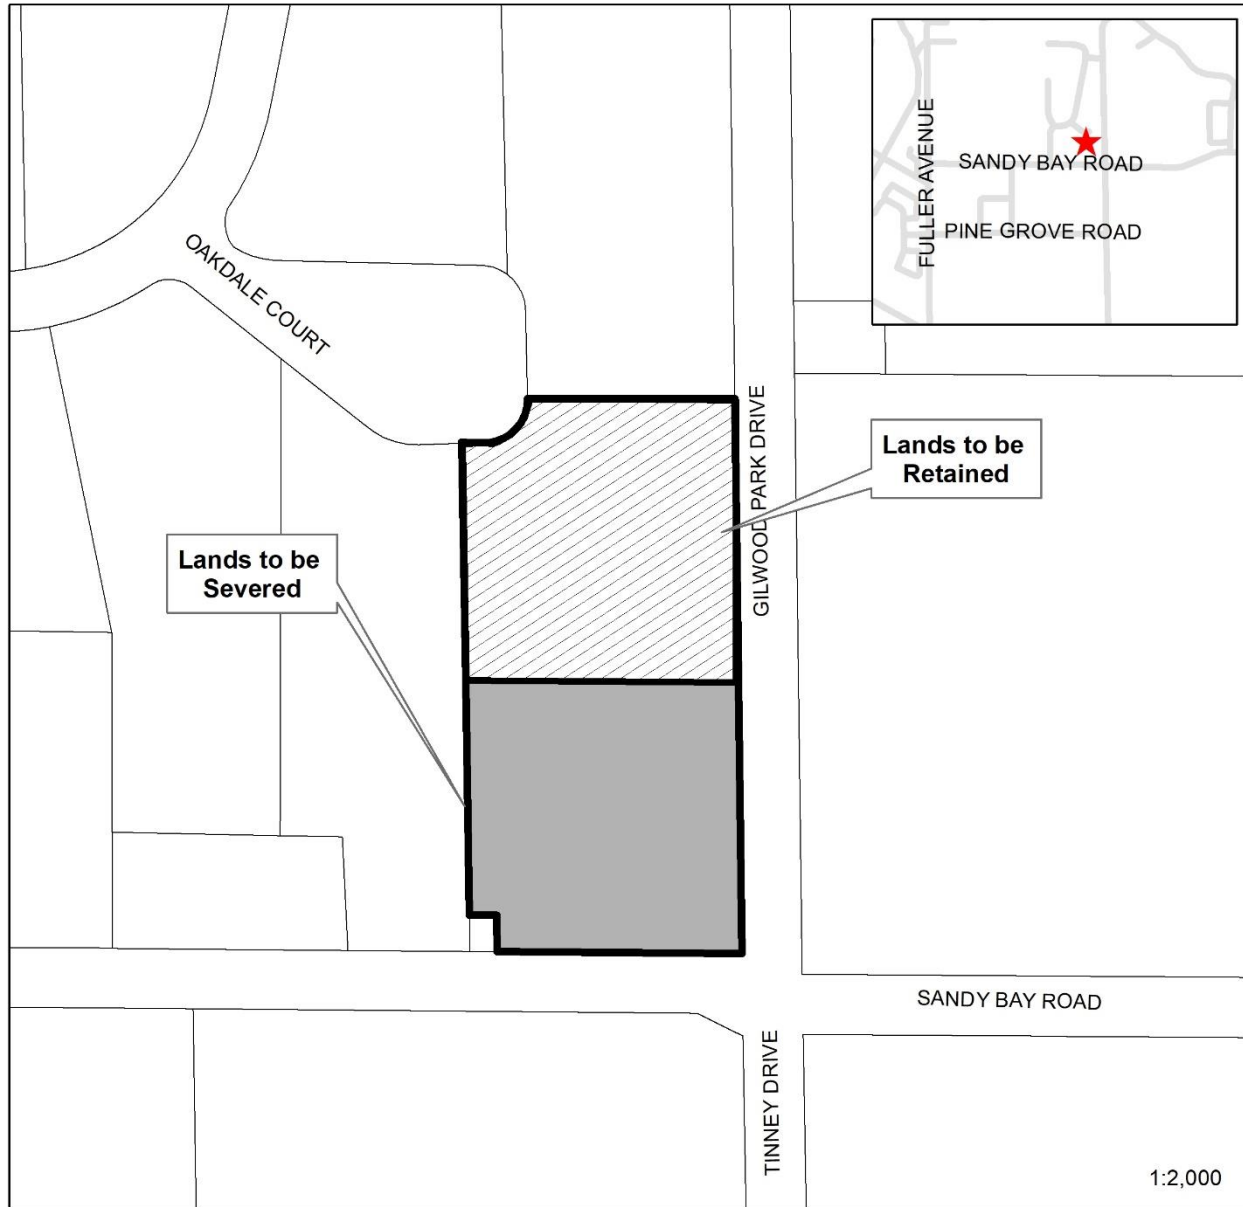 FULLER AVENUE
SANDY BAY ROAD
PINE GROVE ROAD
OAKDALE COURT
GILWOOD PARK DRIVE
Lands to be
Retained
Lands to be
Severed
SANDY BAY ROAD
TINNEY DRIVE
1:2,000